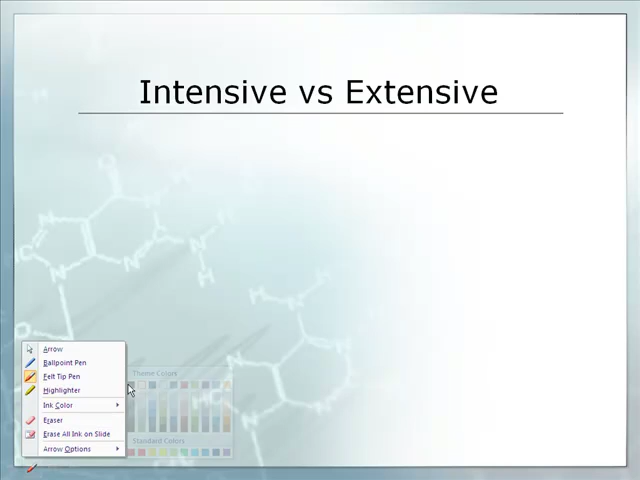 Intensive vs Extensive
Arrow
Ballpoint Pen
Felt Tip Pen
Highlighter
Ink Color
Eraser
Erase All Ink on Slide
Arrow Options
Theme Colors
Standard Colors
H
N
H
N
N
N
H
H
N
H
N
HC